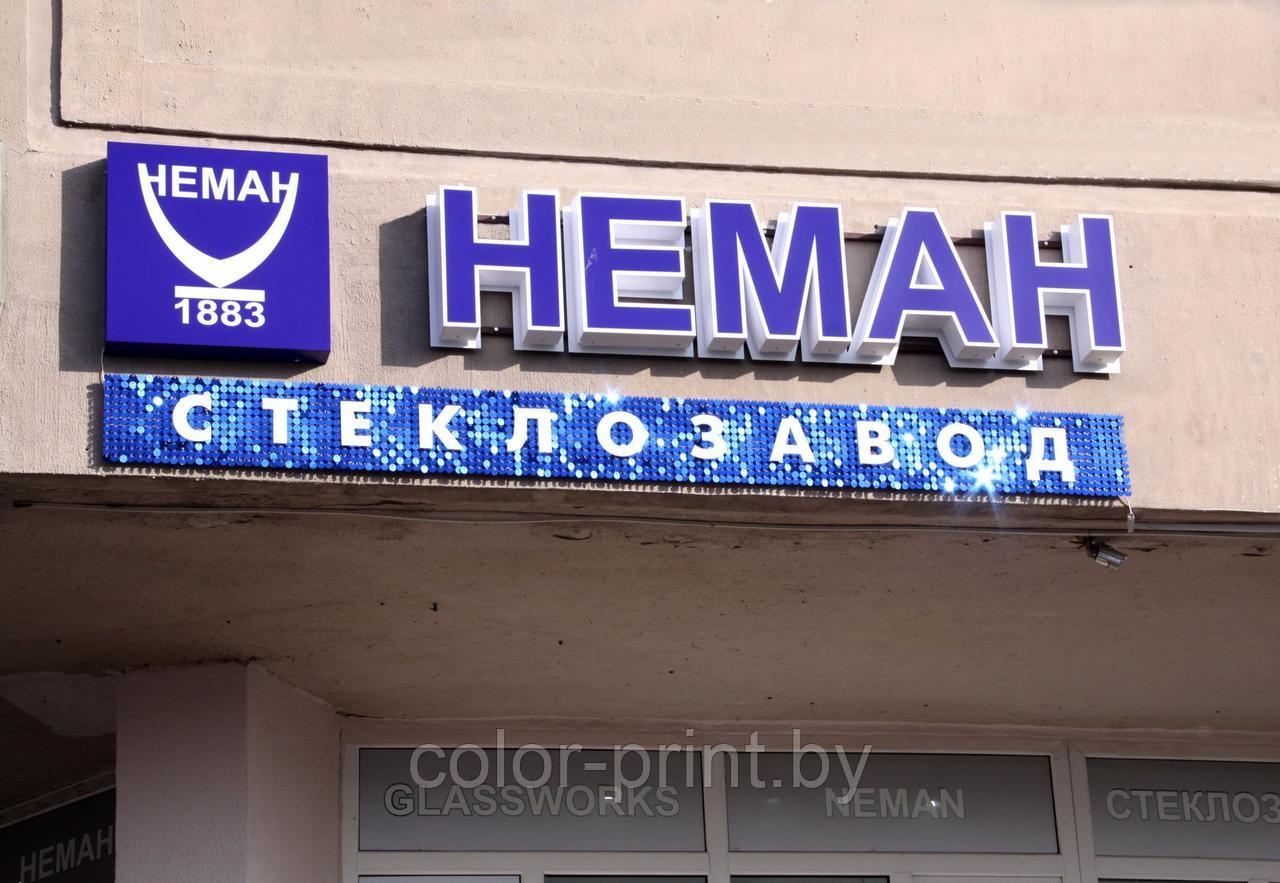 НЕМАН
1883
НЕМАН
СТЕКЛОЗАВОД
color-print.by
GLASSWORKS
NEMAN
СТЕКЛОЗ
НЕМАН